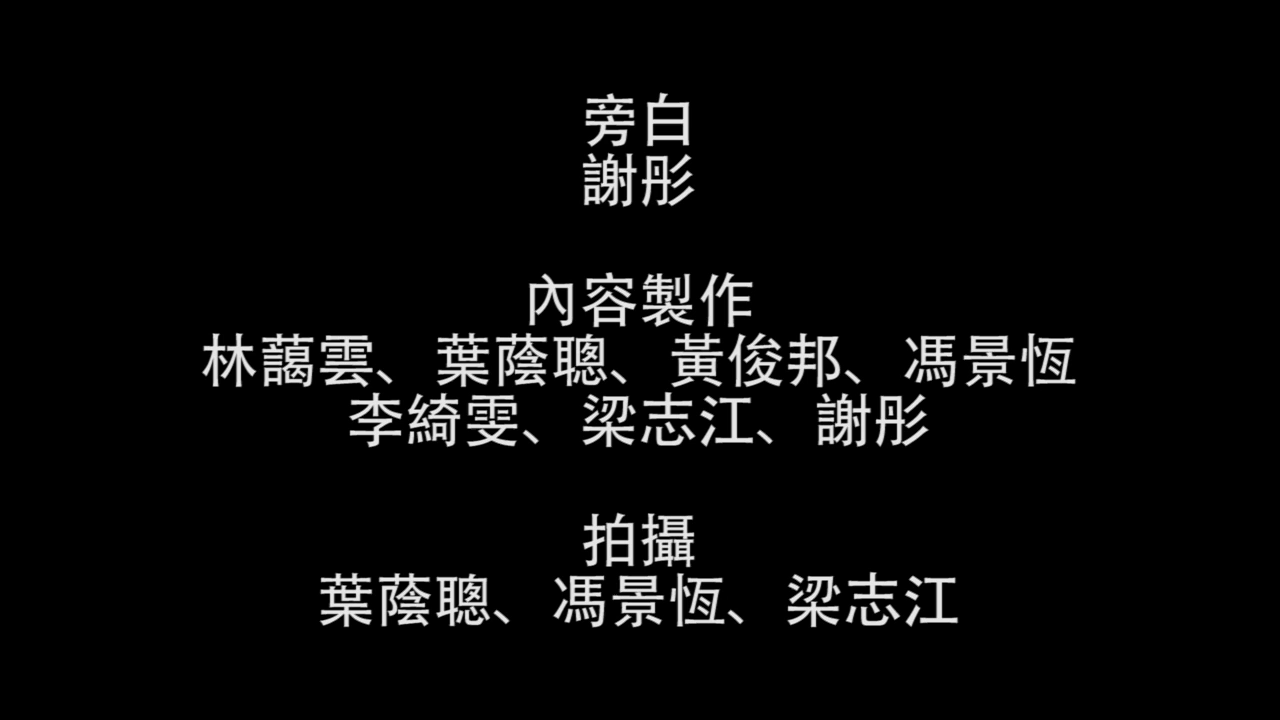 旁白
謝彤
內容製作
林藹雲、葉蔭聰、黃俊邦、馮景恆
李綺雯、梁志江、謝彤
拍攝
葉蔭聰、馮景恆、梁志江